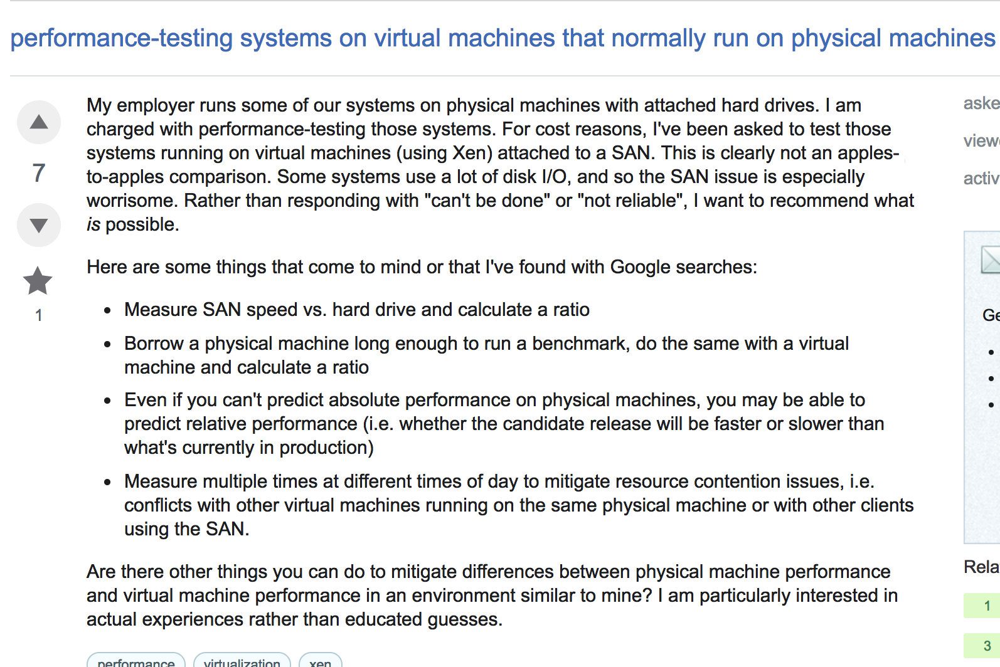 performance-testing systems on virtual machines that normally run on physical machines
My employer runs some of our systems on physical machines with attached hard drives. I am
charged with performance-testing those systems. For cost reasons, I've been asked to test those
systems running on virtual machines (using Xen) attached to a SAN. This is clearly not an apples-
to-apples comparison. Some systems use a lot of disk I/O, and so the SAN issue is especially
worrisome. Rather than responding with "can't be done" or "not reliable", I want to recommend what
is possible.
7
1
Here are some things that come to mind or that I've found with Google searches:
• Measure SAN speed vs. hard drive and calculate a ratio
• Borrow a physical machine long enough to run a benchmark, do the same with a virtual
machine and calculate a ratio
• Even if you can't predict absolute performance on physical machines, you may be able to
predict relative performance (i.e. whether the candidate release will be faster or slower than
what's currently in production)
• Measure multiple times at different times of day to mitigate resource contention issues, i.e.
conflicts with other virtual machines running on the same physical machine or with other clients
using the SAN.
Are there other things you can do to mitigate differences between physical machine performance
and virtual machine performance in an environment similar to mine? I am particularly interested in
actual experiences rather than educated guesses.
performance virtualization xen
aske
view
activ
Ge
Rela
1
3